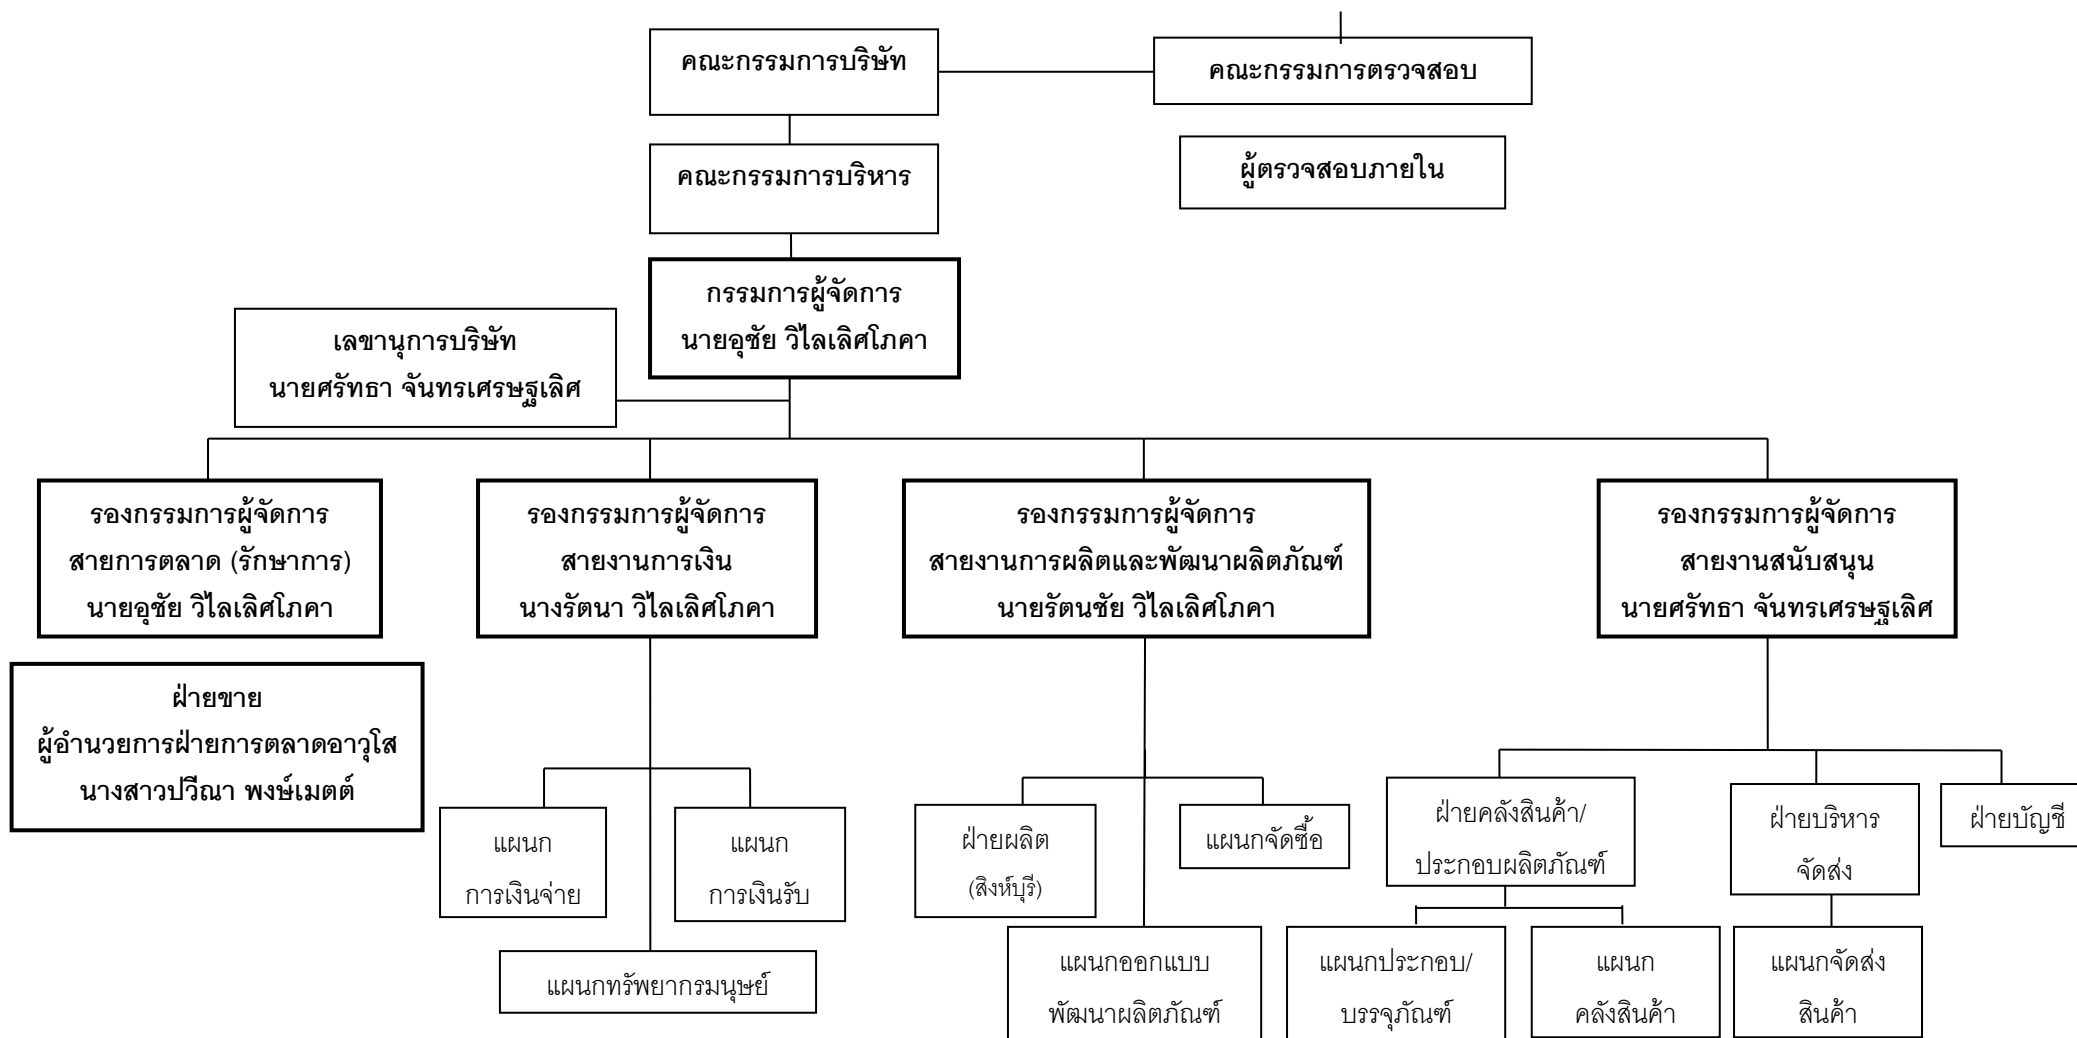 คณะกรรมการบริษัท
คณะกรรมการตรวจสอบ
คณะกรรมการบริหาร
ผู้ตรวจสอบภายใน
กรรมการผู้จัดการ
นายอุชัย วิไลเลิศโภคา
เลขานุการบริษัท
นายศรัทธา จันทรเศรษฐเลิศ
รองกรรมการผู้จัดการ
สายการตลาด (รักษาการ)
นายอุชัย วิไลเลิศโภคา
รองกรรมการผู้จัดการ
สายงานการเงิน
นางรัตนา วิไลเลิศโภคา
รองกรรมการผู้จัดการ
สายงานการผลิตและพัฒนาผลิตภัณฑ์
นายรัตนชัย วิไลเลิศโภคา
รองกรรมการผู้จัดการ
สายงานสนับสนุน
นายศรัทธา จันทรเศรษฐเลิศ
ฝ่ายขาย
ผู้อำนวยการฝ่ายการตลาดอาวุโส
นางสาวปวีณา พงษ์เมตต์
แผนก
การเงินจ่าย
แผนก
การเงินรับ
แผนกทรัพยากรมนุษย์
ฝ่ายผลิต
(สิงห์บุรี)
แผนกจัดซื้อ
แผนกออกแบบ
พัฒนาผลิตภัณฑ์
ฝ่ายคลังสินค้า/
ประกอบผลิตภัณฑ์
ฝ่ายบริหาร
จัดส่ง
ฝ่ายบัญชี
แผนกประกอบ/
บรรจุภัณฑ์
แผนก
คลังสินค้า
แผนกจัดส่ง
สินค้า